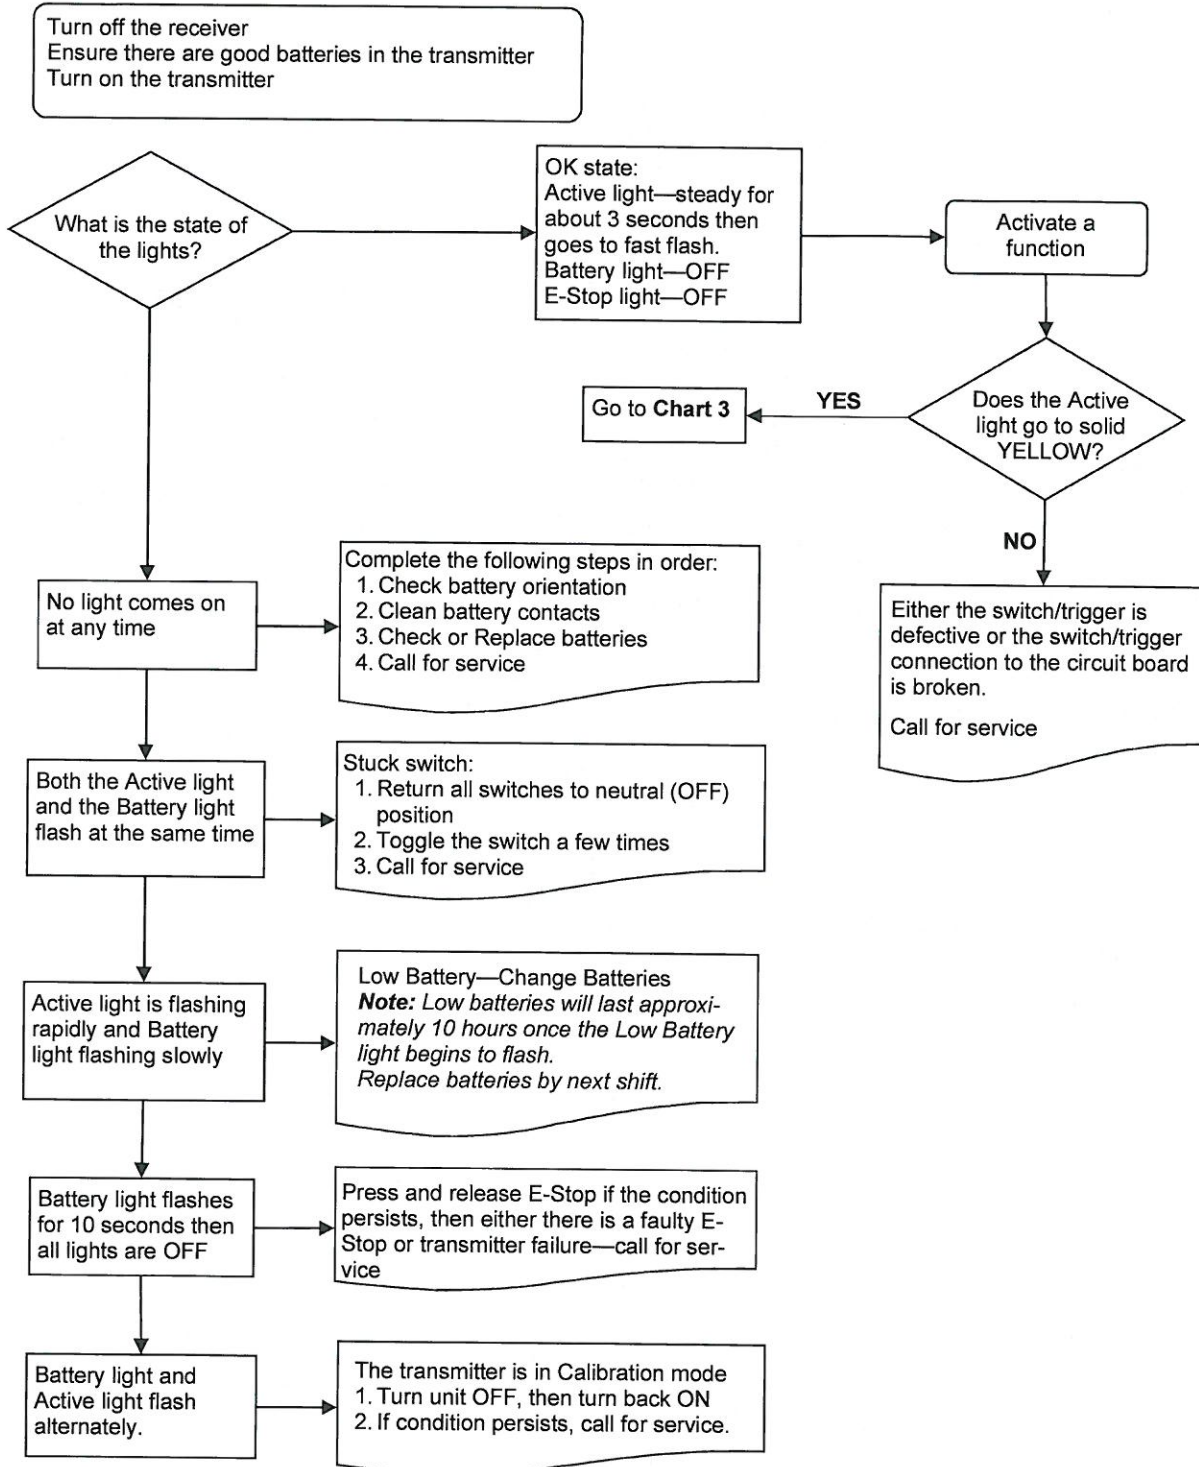 Turn off the receiver
Ensure there are good batteries in the transmitter
Turn on the transmitter
What is the state of
the lights?
OK state:
Active light—steady for
about 3 seconds then
goes to fast flash.
Battery light—OFF
E-Stop light—OFF
Activate a
function
Does the Active
light go to solid
YELLOW?
YES
Go to Chart 3
NO
Either the switch/trigger is
defective or the switch/trigger
connection to the circuit board
is broken.
Call for service
No light comes on
at any time
Complete the following steps in order:
1. Check battery orientation
2. Clean battery contacts
3. Check or Replace batteries
4. Call for service
Both the Active light
and the Battery light
flash at the same time
Stuck switch:
1. Return all switches to neutral (OFF)
position
2. Toggle the switch a few times
3. Call for service
Active light is flashing
rapidly and Battery
light flashing slowly
Low Battery—Change Batteries
Note: Low batteries will last approxi-
mately 10 hours once the Low Battery
light begins to flash.
Replace batteries by next shift.
Battery light flashes
for 10 seconds then
all lights are OFF
Press and release E-Stop if the condition
persists, then either there is a faulty E-
Stop or transmitter failure—call for ser-
vice
Battery light and
Active light flash
alternately.
The transmitter is in Calibration mode
1. Turn unit OFF, then turn back ON
2. If condition persists, call for service.